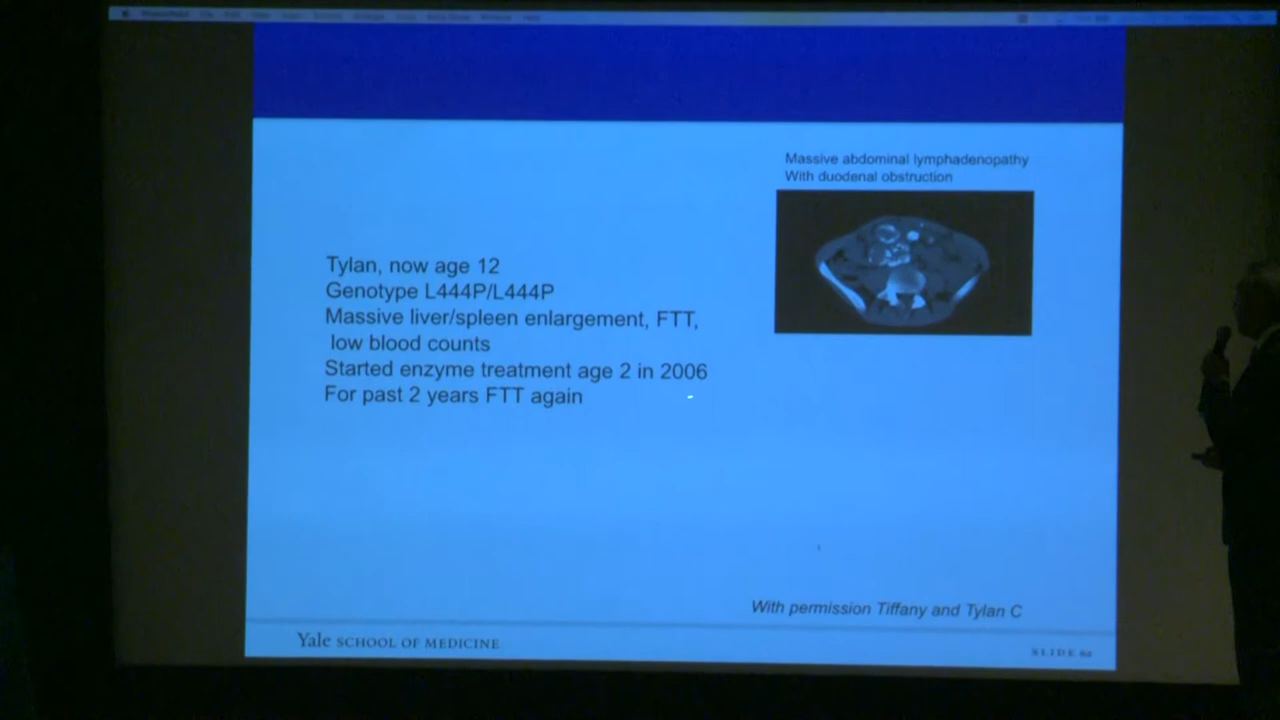 Massive abdominal lymphadenopathy
With duodenal obstruction
Tylan, now age 12
Genotype L444P/L444P
Massive liver/spleen enlargement, FTT,
low blood counts
Started enzyme treatment age 2 in 2006
For past 2 years FTT again
With permission Tiffany and Tylan C
Yale SCHOOL OF MEDICINE
SLIDE